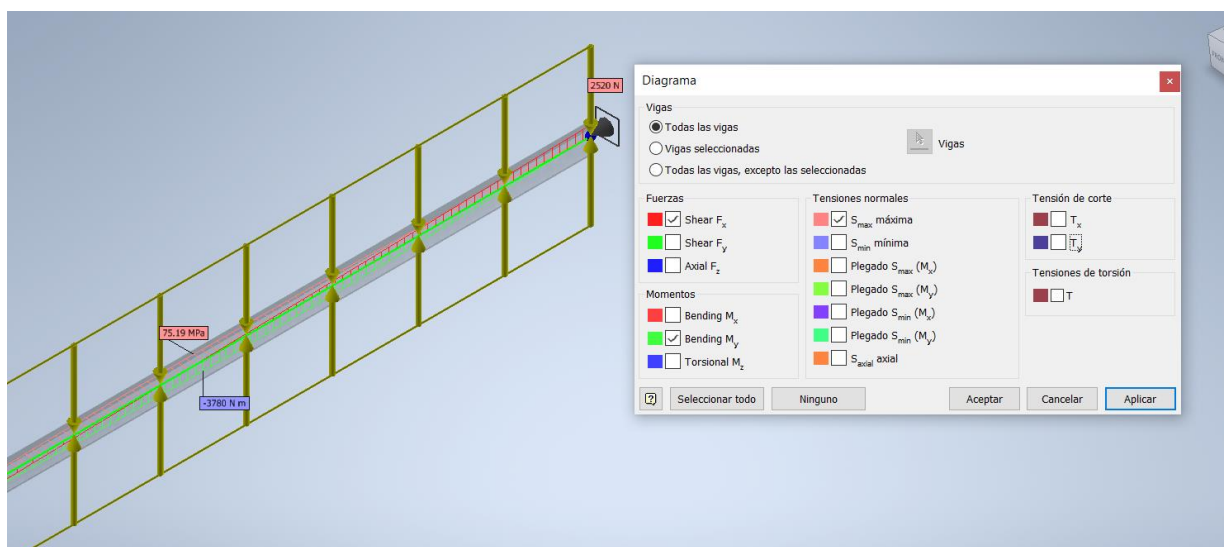 2520 N
75.19 MPa
-3780 N m
Diagrama
Vigas
Todas las vigas
Vigas seleccionadas
Todas las vigas, excepto las seleccionadas
Vigas
Fuerzas
Shear Fx
Shear Fy
Axial Fz
Momentos
Bending Mx
Bending My
Torsional Mz
Tensiones normales
Smax máxima
Smin mínima
Plegado Smax (Mx)
Plegado Smax (My)
Plegado Smin (Mx)
Plegado Smin (My)
Saxial axial
Tensión de corte
Tx
Ty
Tensiones de torsión
T
Seleccionar todo
Ninguno
Aceptar
Cancelar
Aplicar